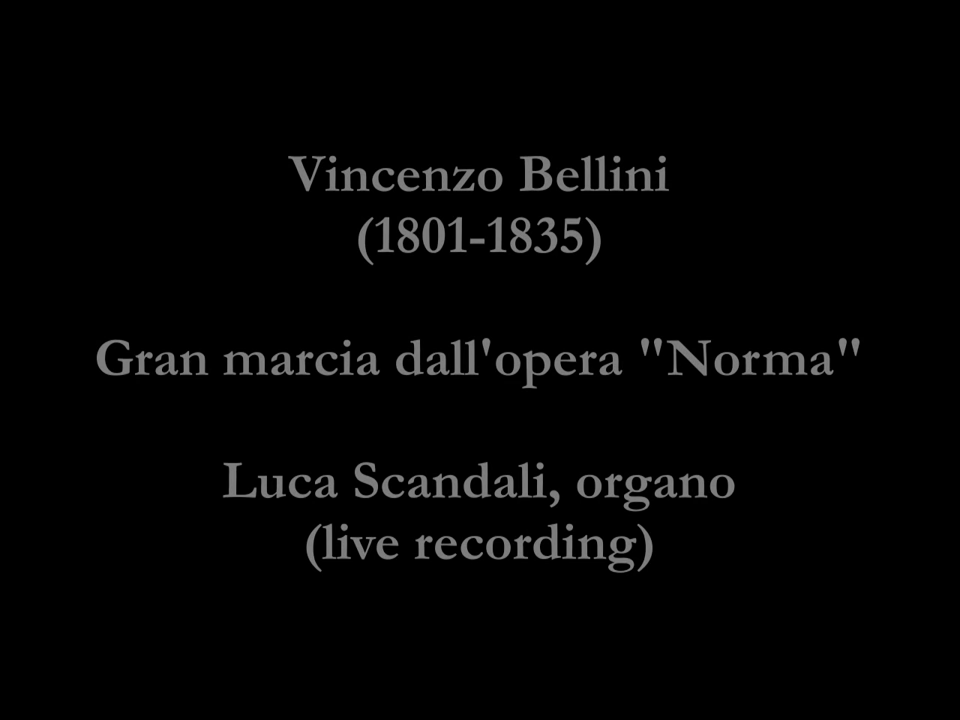 Vincenzo Bellini
(1801-1835)
Gran marcia dall'opera "Norma"
Luca Scandali, organo
(live recording)